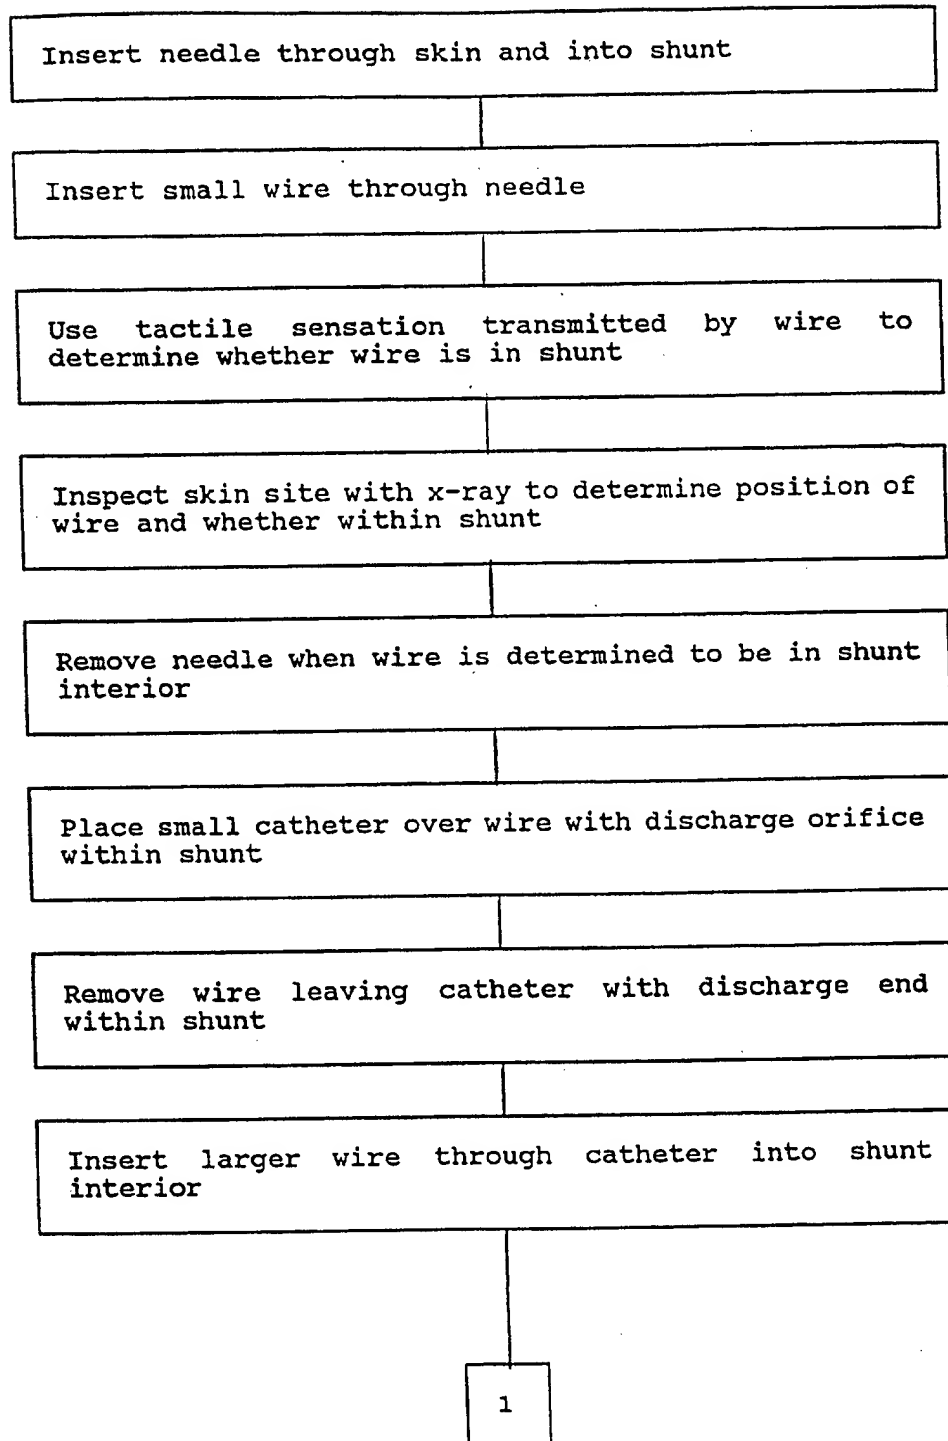 Insert needle through skin and into shunt
Insert small wire through needle
Use tactile sensation transmitted by wire to
determine whether wire is in shunt
Inspect skin site with x-ray to determine position of
wire and whether within shunt
Remove needle when wire is determined to be in shunt
interior
Place small catheter over wire with discharge orifice
within shunt
Remove wire leaving catheter with discharge end
within shunt
Insert larger wire through catheter into shunt
interior
1